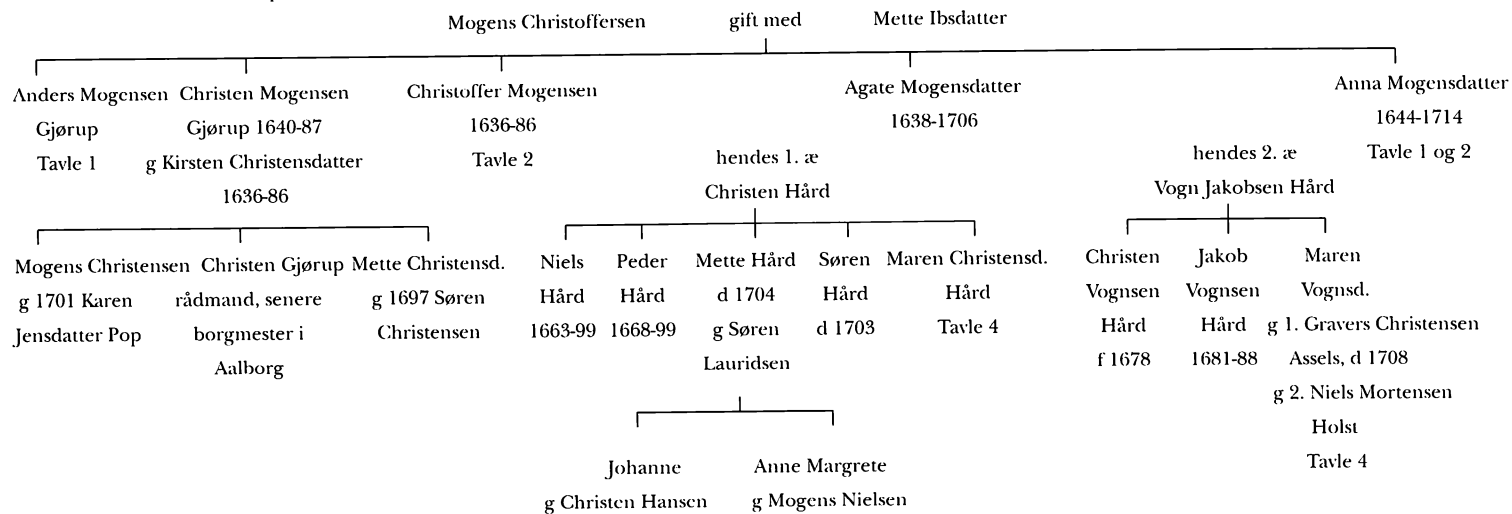 Mogens Christoffersen gift med Mette Ibsdatter
Anders Mogensen
Gjørup
Tavle 1
Christen Mogensen
Gjørup 1640-87
g Kirsten Christensdatter
1636-86
Christoffer Mogensen
1636-86
Tavle 2
Agate Mogensdatter
1638-1706
Anna Mogensdatter
1644-1714
Tavle 1 og 2
hendes 1. æ
Christen Hård
hendes 2. æ
Vogn Jakobsen Hård
Mogens Christensen
g 1701 Karen
Jensdatter Pop
Christen Gjørup
rådmand, senere
borgmester i
Aalborg
Mette Christensd.
g 1697 Søren
Christensen
Niels
Hård
1663-99
Peder
Hård
1668-99
Mette Hård
d 1704
g Søren
Lauridsen
Søren
Hård
d 1703
Maren Christensd.
Hård
Tavle 4
Christen
Vognsen
Hård
f 1678
Jakob
Vognsen
Hård
1681-88
Maren
Vognsd.
g 1. Gravers Christensen
Assels, d 1708
g 2. Niels Mortensen
Holst
Tavle 4
Johanne
g Christen Hansen
Anne Margrete
g Mogens Nielsen